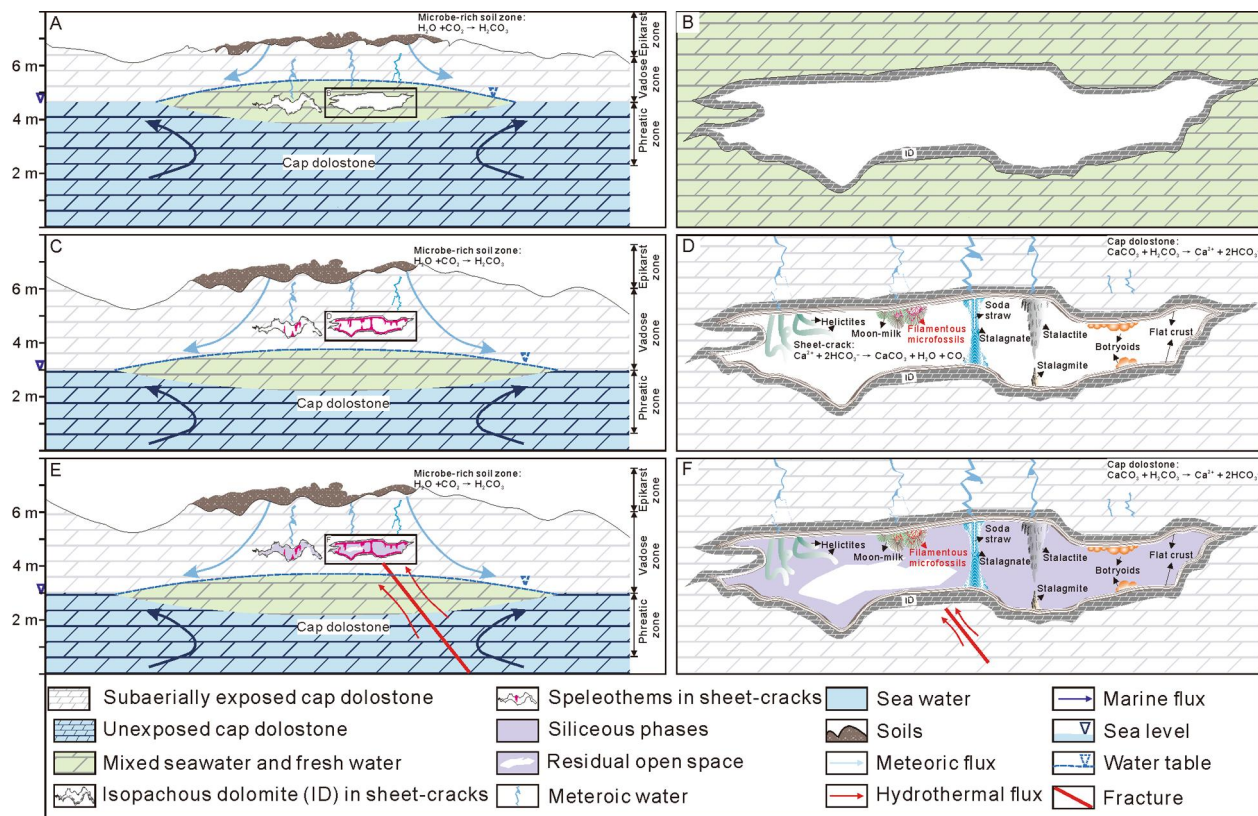 A
Microbe-rich soil zone:
H₂O +CO₂ → H₂CO₃
Epikarst zone
6 m
Vadose zone
B
4 m
Phreatic zone
Cap dolostone
2 m
B
ID
C
Microbe-rich soil zone:
H₂O +CO₂ → H₂CO₃
Epikarst zone
6 m
D
Vadose zone
4 m
2 m
Cap dolostone
Phreatic zone
D
Cap dolostone:
CaCO₃ + H₂CO₃ → Ca²⁺ + 2HCO₃⁻
Helictites
Moon-milk
Filamentous
microfossils
Soda
straw
Stalagnate
Stalactite
Stalagmite
Botryoids
Flat crust
Sheet-crack:
Ca²⁺ + 2HCO₃⁻ → CaCO₃ + H₂O + CO₂
ID
E
Microbe-rich soil zone:
H₂O +CO₂ → H₂CO₃
Epikarst zone
6 m
F
Vadose zone
4 m
2 m
Cap dolostone
Phreatic zone
F
Cap dolostone:
CaCO₃ + H₂CO₃ → Ca²⁺ + 2HCO₃
Helictites
Moon-milk
Filamentous
microfossils
Soda
straw
Stalagnate
Stalactite
Stalagmite
Botryoids
Flat crust
ID
Subaerially exposed cap dolostone
Unexposed cap dolostone
Mixed seawater and fresh water
Isopachous dolomite (ID) in sheet-cracks
Speleothems in sheet-cracks
Siliceous phases
Residual open space
Meteroic water
Sea water
Soils
Meteoric flux
Hydrothermal flux
Marine flux
Sea level
Water table
Fracture